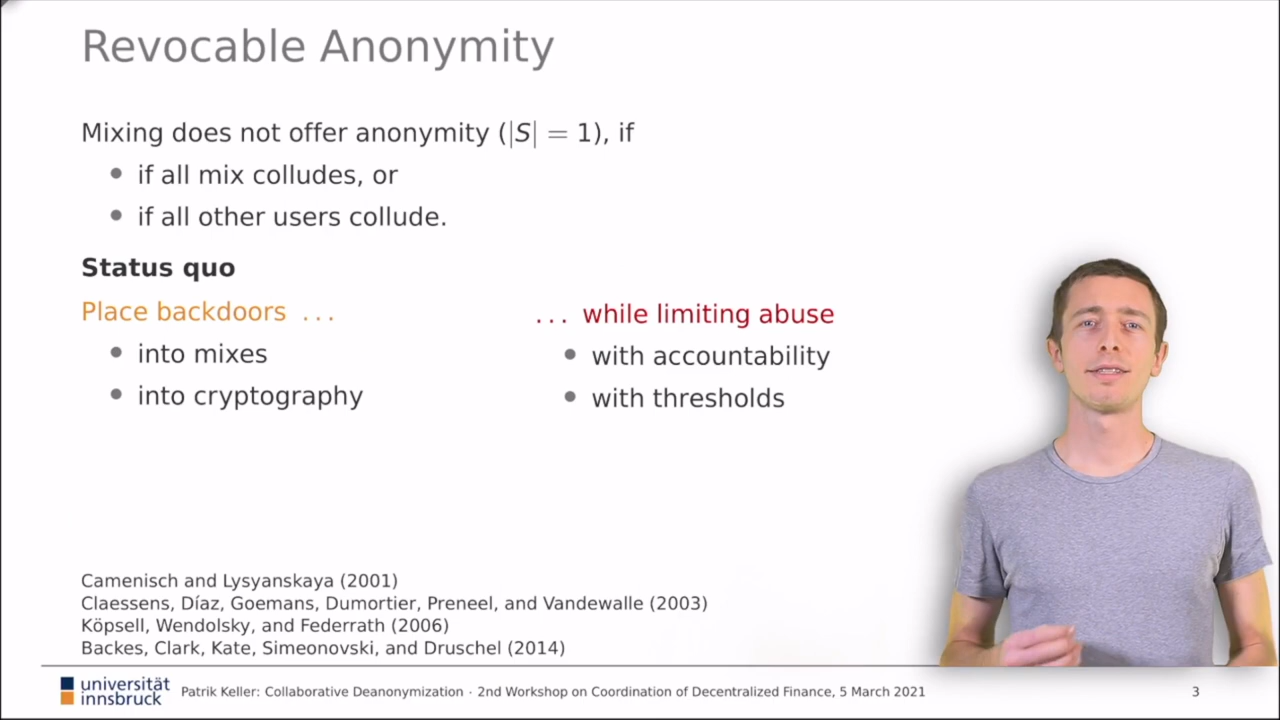 Revocable Anonymity
Mixing does not offer anonymity (|S| = 1), if
• if all mix colludes, or
• if all other users collude.
Status quo
Place backdoors ...
• into mixes
• into cryptography
... while limiting abuse
• with accountability
• with thresholds
Camenisch and Lysyanskaya (2001)
Claessens, Díaz, Goemans, Dumortier, Preneel, and Vandewalle (2003)
Köpsell, Wendolsky, and Federrath (2006)
Backes, Clark, Kate, Simeonovski, and Druschel (2014)
universität
innsbruck
Patrik Keller: Collaborative Deanonymization · 2nd Workshop on Coordination of Decentralized Finance, 5 March 2021
3